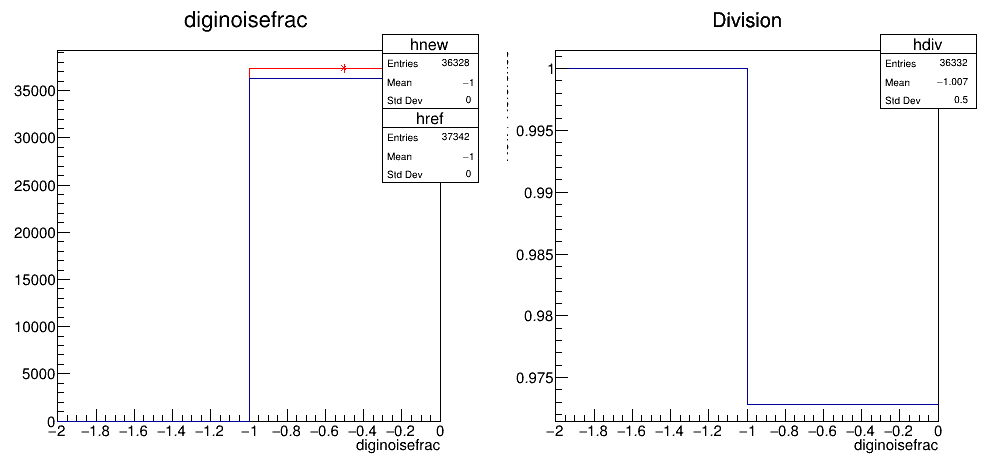 diginoisefrac
hnew
Entries 36328
Mean −1
Std Dev 0
href
Entries 37342
Mean −1
Std Dev 0
35000
30000
25000
20000
15000
10000
5000
0
−2 −1.8 −1.6 −1.4 −1.2 −1 −0.8 −0.6 −0.4 −0.2 0
diginoisefrac
Division
hdiv
Entries 36332
Mean −1.007
Std Dev 0.5
1
0.995
0.99
0.985
0.98
0.975
−2 −1.8 −1.6 −1.4 −1.2 −1 −0.8 −0.6 −0.4 −0.2 0
diginoisefrac